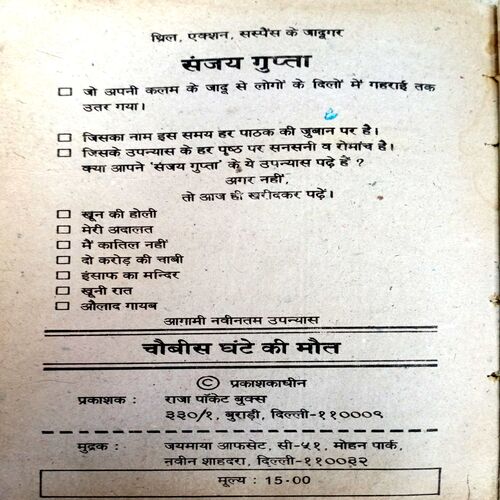 थ्रिल, एक्शन, सस्पैंस के जादूगर
संजय गुप्ता
□ जो अपनी कलम के जादू से लोगों के दिलों में गहराई तक
उतर गया।
□ जिसका नाम इस समय हर पाठक की जुबान पर है।
□ जिसके उपन्यास के हर पृष्ठ पर सनसनी व रोमांच है।
क्या आपने 'संजय गुप्ता' के ये उपन्यास पढ़े हैं ?
अगर नहीं,
तो आज ही खरीदकर पढ़ें।
□ खून की होली
□ मेरी अदालत
□ मैं कातिल नहीं
□ दो करोड़ की चाबी
□ इंसाफ का मन्दिर
□ खूनी रात
□ औलाद गायब
आगामी नवीनतम उपन्यास
चौबीस घंटे की मौत
© प्रकाशकाधीन
प्रकाशक : राजा पॉकेट बुक्स
३३०/१, बुराड़ी, दिल्ली-११०००९
मुद्रक : जयमाया आफसेट, सी-५१, मोहन पार्क,
नवीन शाहदरा, दिल्ली-११००३२
मूल्य : 15-00